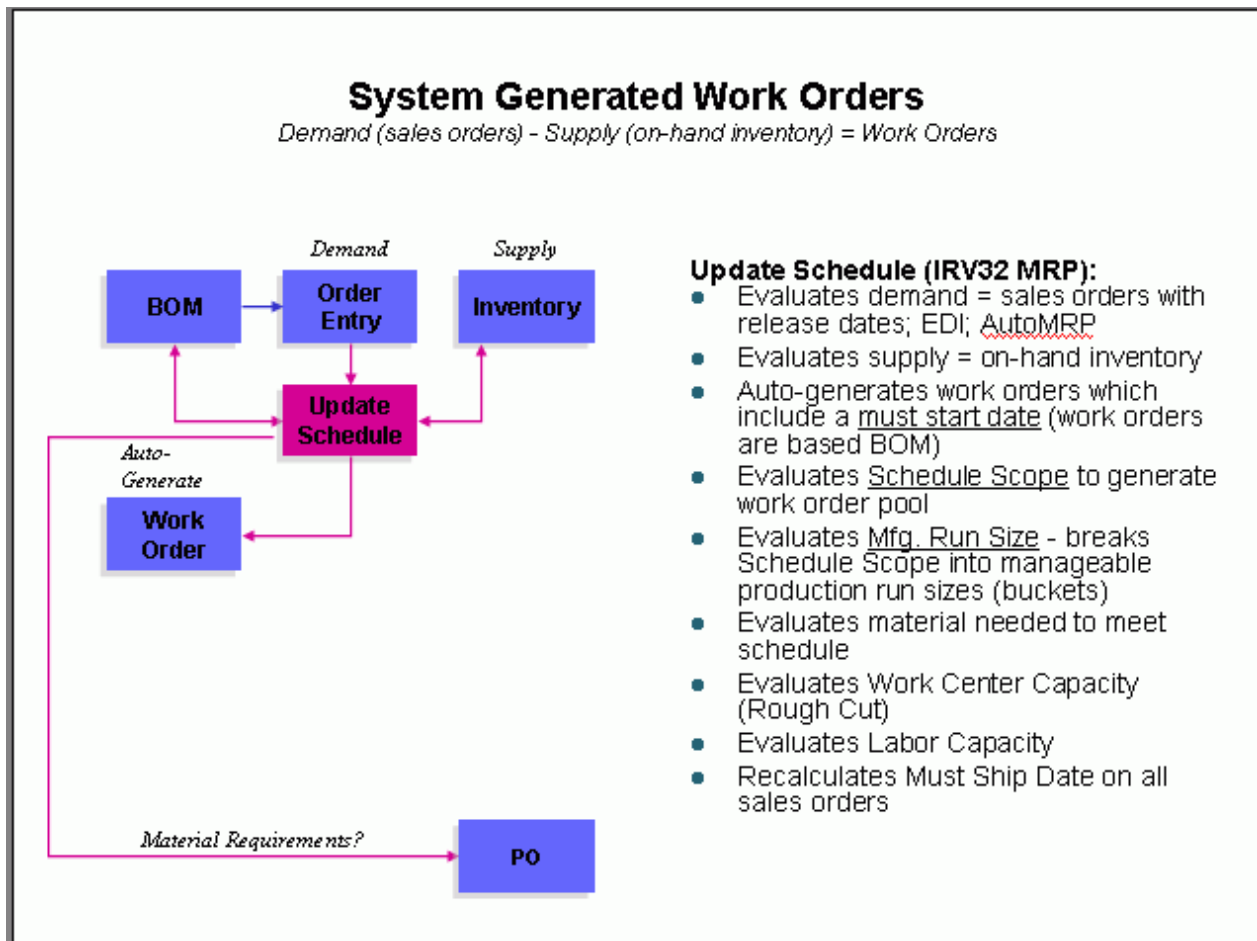 System Generated Work Orders
Demand (sales orders) - Supply (on-hand inventory) = Work Orders
Demand
Supply
BOM
Order
Entry
Inventory
Update
Schedule
Auto-
Generate
Work
Order
Material Requirements?
PO
Update Schedule (IRV32 MRP):
Evaluates demand = sales orders with
release dates; EDI; AutoMRP
Evaluates supply = on-hand inventory
Auto-generates work orders which
include a must start date (work orders
are based BOM)
Evaluates Schedule Scope to generate
work order pool
Evaluates Mfg. Run Size - breaks
Schedule Scope into manageable
production run sizes (buckets)
Evaluates material needed to meet
schedule
Evaluates Work Center Capacity
(Rough Cut)
Evaluates Labor Capacity
Recalculates Must Ship Date on all
sales orders